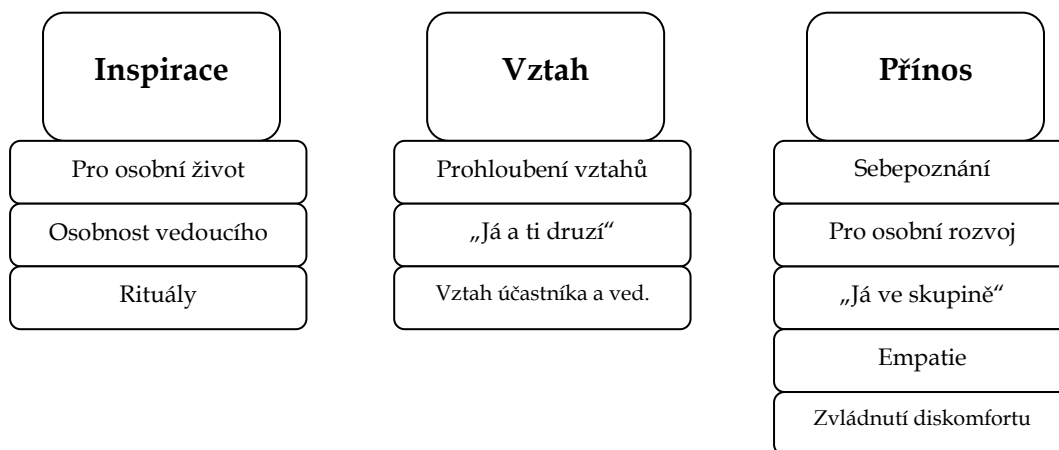 Inspirace
Pro osobní život
Osobnost vedoucího
Rituály
Vztah
Prohloubení vztahů
„Já a ti druzí“
Vztah účastníka a ved.
Přínos
Sebepoznání
Pro osobní rozvoj
„Já ve skupině“
Empatie
Zvládnutí diskomfortu